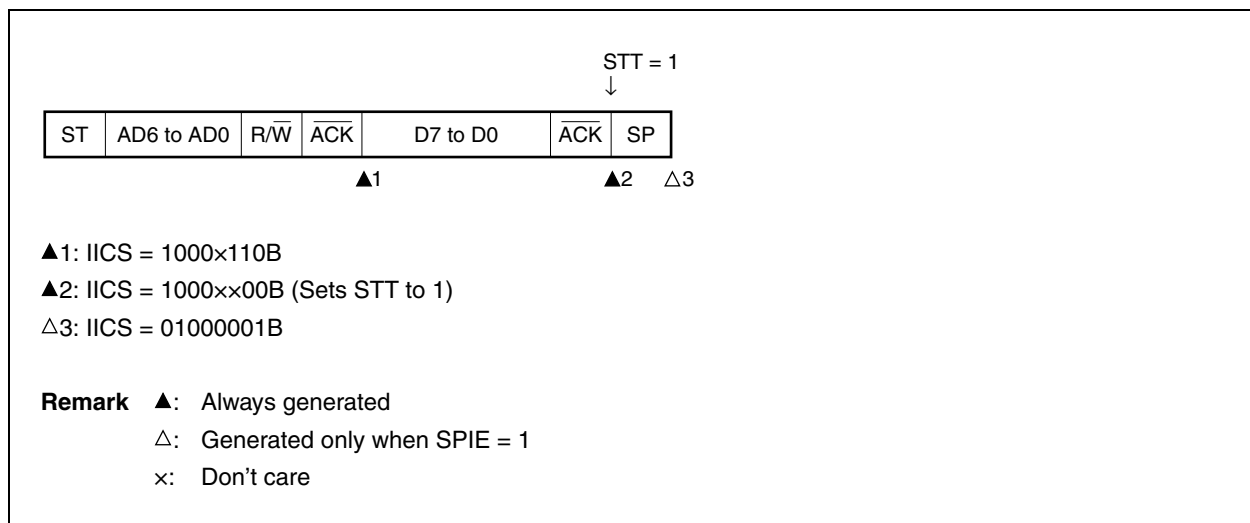 STT = 1
↓
ST AD6 to AD0 R/W̅ A̅C̅K̅ D7 to D0 A̅C̅K̅ SP
▲1 ▲2 △3
▲1: IICS = 1000×110B
▲2: IICS = 1000××00B (Sets STT to 1)
△3: IICS = 01000001B
Remark ▲: Always generated
△: Generated only when SPIE = 1
×: Don't care